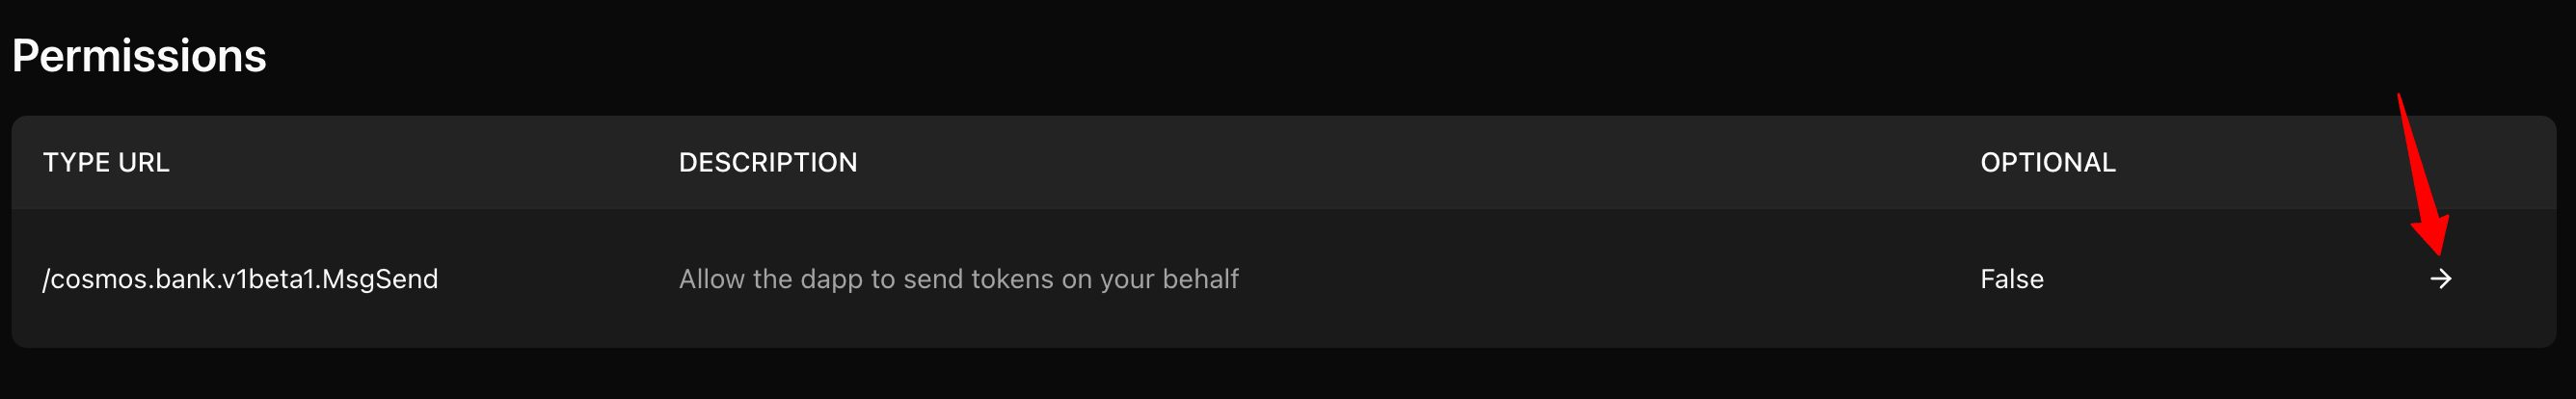 Permissions
TYPE URL DESCRIPTION OPTIONAL
/cosmos.bank.v1beta1.MsgSend Allow the dapp to send tokens on your behalf False